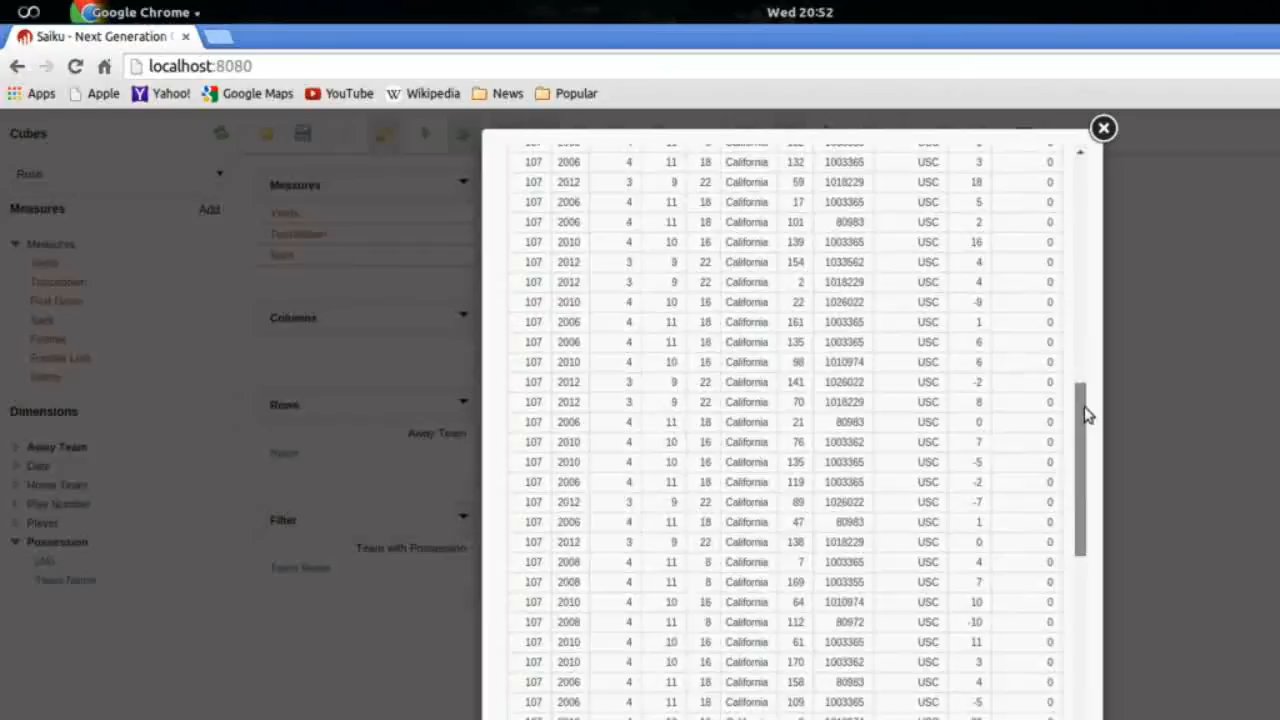 Google Chrome
Wed 20:52
Saiku - Next Generation
localhost:8080
Apps Apple Yahoo! Google Maps YouTube Wikipedia News Popular
Cubes
Measures Add
Measures
Touchdown
First Down
Sack
Fumble
Fumble Lost
Dimensions
Away Team
Date
Home Team
Play Number
Player
Possession
Team Name
Measures
Yards
Touchdown
Sack
Columns
Rows
Away Team
Name
Filter
Team with Possession
Team Name
107 2006 4 11 18 California 132 1003365 USC 3 0
107 2012 3 9 22 California 59 1018229 USC 18 0
107 2006 4 11 18 California 17 1003365 USC 5 0
107 2006 4 11 18 California 101 80983 USC 2 0
107 2010 4 10 16 California 139 1003365 USC 16 0
107 2012 3 9 22 California 154 1033562 USC 4 0
107 2012 3 9 22 California 2 1018229 USC 4 0
107 2010 4 10 16 California 22 1026022 USC -9 0
107 2006 4 11 18 California 161 1003365 USC 1 0
107 2006 4 11 18 California 135 1003365 USC 6 0
107 2010 4 10 16 California 98 1010974 USC 6 0
107 2012 3 9 22 California 141 1026022 USC -2 0
107 2012 3 9 22 California 70 1018229 USC 8 0
107 2006 4 11 18 California 21 80983 USC 0 0
107 2010 4 10 16 California 76 1003362 USC 7 0
107 2010 4 10 16 California 135 1003365 USC -5 0
107 2006 4 11 18 California 119 1003365 USC -2 0
107 2012 3 9 22 California 89 1026022 USC -7 0
107 2006 4 11 18 California 47 80983 USC 1 0
107 2012 3 9 22 California 138 1018229 USC 0 0
107 2008 4 11 8 California 7 1003365 USC 4 0
107 2008 4 11 8 California 169 1003355 USC 7 0
107 2010 4 10 16 California 64 1010974 USC 10 0
107 2008 4 11 8 California 112 80972 USC -10 0
107 2010 4 10 16 California 61 1003365 USC 11 0
107 2010 4 10 16 California 170 1003362 USC 3 0
107 2006 4 11 18 California 158 80983 USC 4 0
107 2006 4 11 18 California 109 1003365 USC -5 0